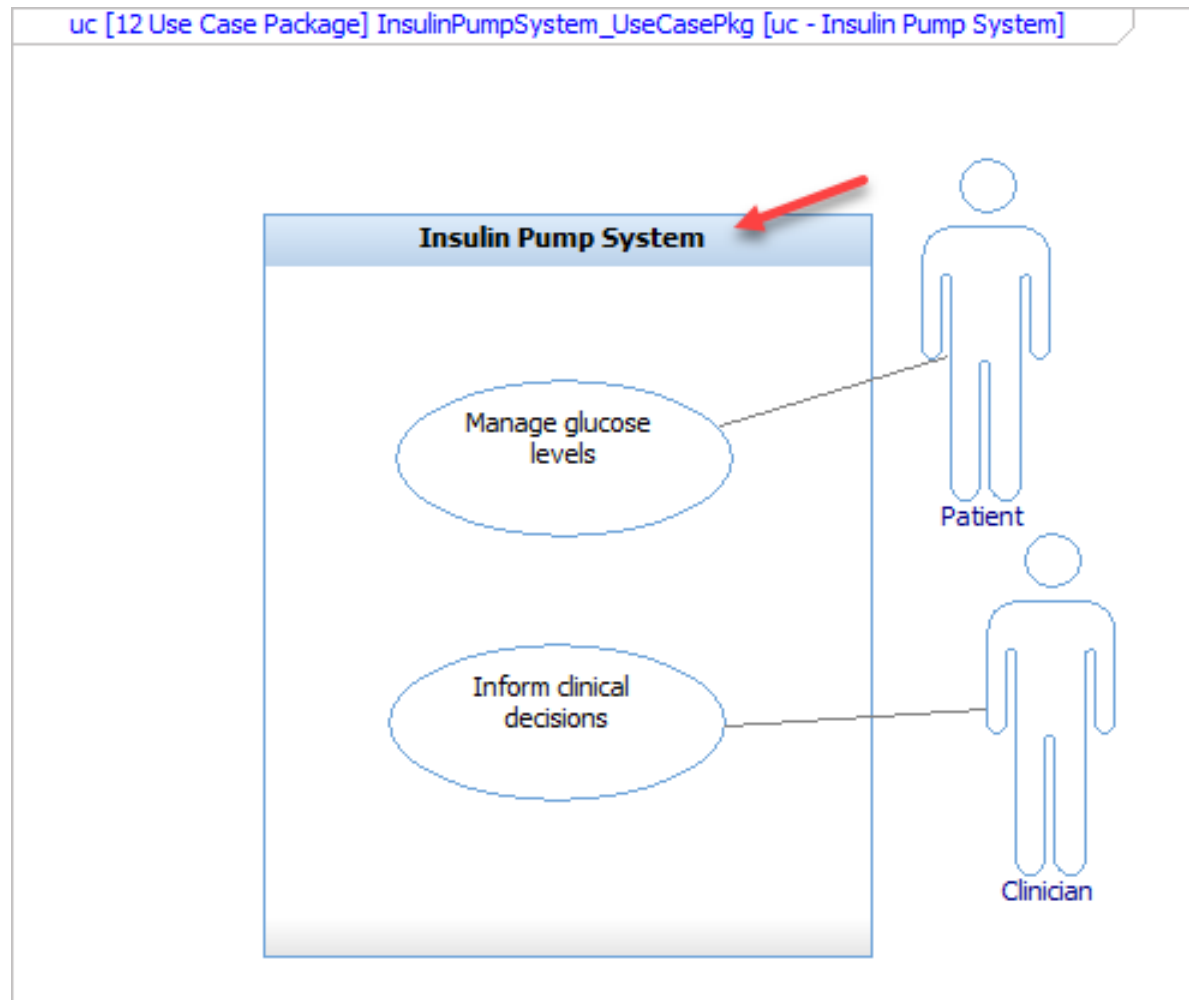 uc [12 Use Case Package] InsulinPumpSystem_UseCasePkg [uc - Insulin Pump System]
Insulin Pump System
Manage glucose
levels
Patient
Inform clinical
decisions
Clinician